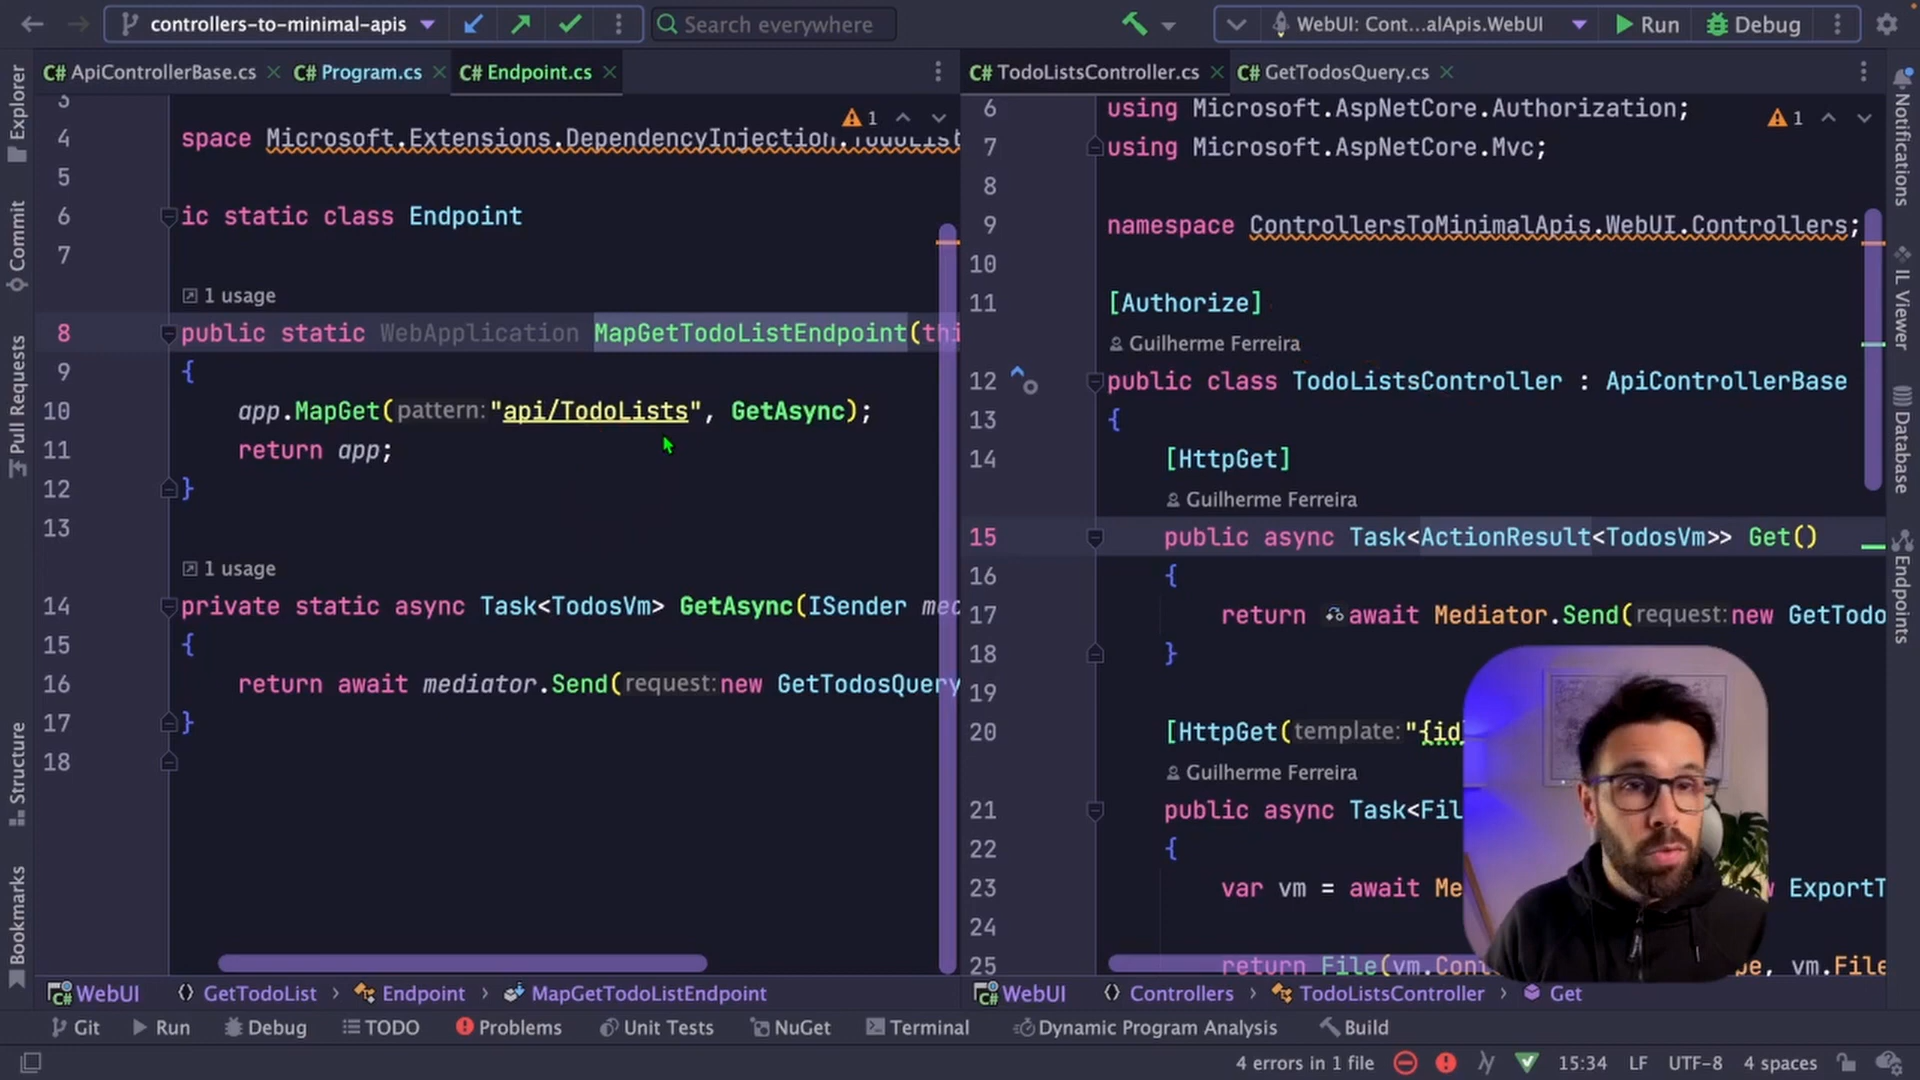 controllers-to-minimal-apis
Search everywhere
WebUI: Cont...alApis.WebUI
Run
Debug
C# ApiControllerBase.cs
C# Program.cs
C# Endpoint.cs
C# TodoListsController.cs
C# GetTodosQuery.cs
Explorer
Commit
Pull Requests
Structure
Bookmarks
3
4 space Microsoft.Extensions.DependencyInjection.TodoList
1
5
6 ic static class Endpoint
7
1 usage
8 public static WebApplication MapGetTodoListEndpoint(thi
9 {
10 app.MapGet(pattern: "api/TodoLists", GetAsync);
11 return app;
12 }
13
1 usage
14 private static async Task<TodosVm> GetAsync(ISender med
15 {
16 return await mediator.Send(request: new GetTodosQuery
17 }
18
6 using Microsoft.AspNetCore.Authorization;
1
7 using Microsoft.AspNetCore.Mvc;
8
9 namespace ControllersToMinimalApis.WebUI.Controllers;
10
11 [Authorize]
Guilherme Ferreira
12 public class TodoListsController : ApiControllerBase
13 {
14 [HttpGet]
Guilherme Ferreira
15 public async Task<ActionResult<TodosVm>> Get()
16 {
17 return await Mediator.Send(request: new GetTodo
18 }
19
20 [HttpGet(template: "{id
Guilherme Ferreira
21 public async Task<Fil
22 {
23 var vm = await Me ExportT
24
25 return File(vm.Cont pe, vm.File
Notifications
IL Viewer
Database
Endpoints
WebUI
GetTodoList
Endpoint
MapGetTodoListEndpoint
WebUI
Controllers
TodoListsController
Get
Git
Run
Debug
TODO
Problems
Unit Tests
NuGet
Terminal
Dynamic Program Analysis
Build
4 errors in 1 file
15:34
LF
UTF-8
4 spaces